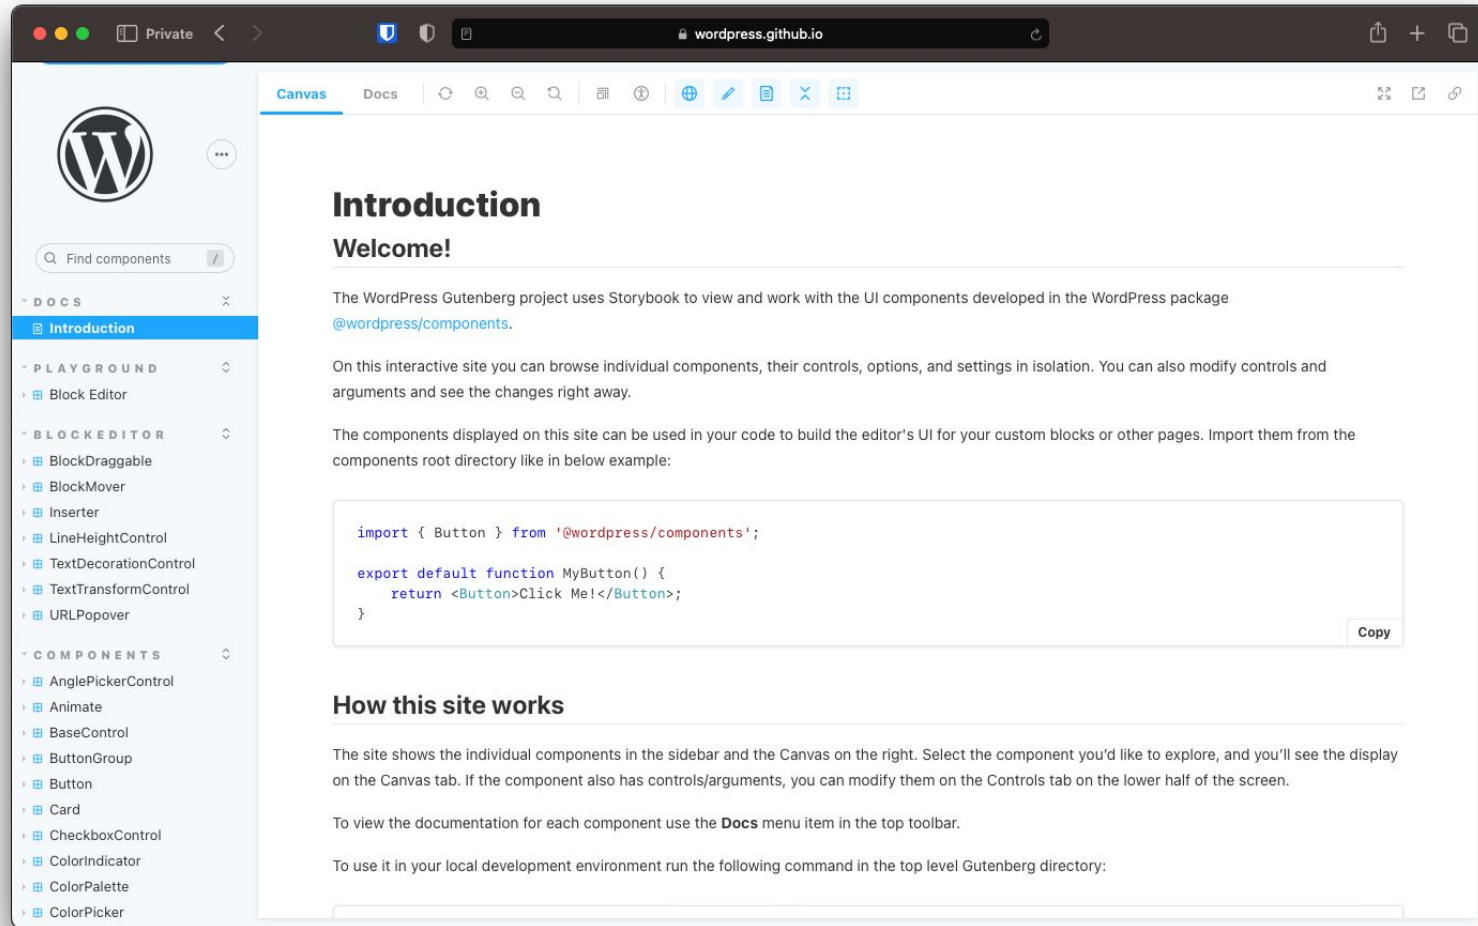 Private
wordpress.github.io
W
Find components
/
DOCS
Introduction
PLAYGROUND
Block Editor
BLOCKEDITOR
BlockDraggable
BlockMover
Inserter
LineHeightControl
TextDecorationControl
TextTransformControl
URLPopover
COMPONENTS
AnglePickerControl
Animate
BaseControl
ButtonGroup
Button
Card
CheckboxControl
ColorIndicator
ColorPalette
ColorPicker
Canvas Docs
Introduction
Welcome!
The WordPress Gutenberg project uses Storybook to view and work with the UI components developed in the WordPress package
@wordpress/components.
On this interactive site you can browse individual components, their controls, options, and settings in isolation. You can also modify controls and
arguments and see the changes right away.
The components displayed on this site can be used in your code to build the editor's UI for your custom blocks or other pages. Import them from the
components root directory like in below example:
import { Button } from '@wordpress/components';
export default function MyButton() {
    return <Button>Click Me!</Button>;
}
Copy
How this site works
The site shows the individual components in the sidebar and the Canvas on the right. Select the component you’d like to explore, and you’ll see the display
on the Canvas tab. If the component also has controls/arguments, you can modify them on the Controls tab on the lower half of the screen.
To view the documentation for each component use the Docs menu item in the top toolbar.
To use it in your local development environment run the following command in the top level Gutenberg directory: